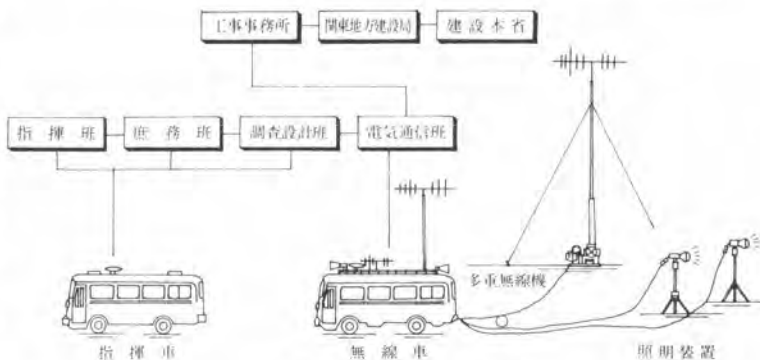 工事事務所 関東地方建設局 建設本省
指揮班 庶務班 調査設計班 電気通信班
多重無線機
指揮車 無線車 照明装置